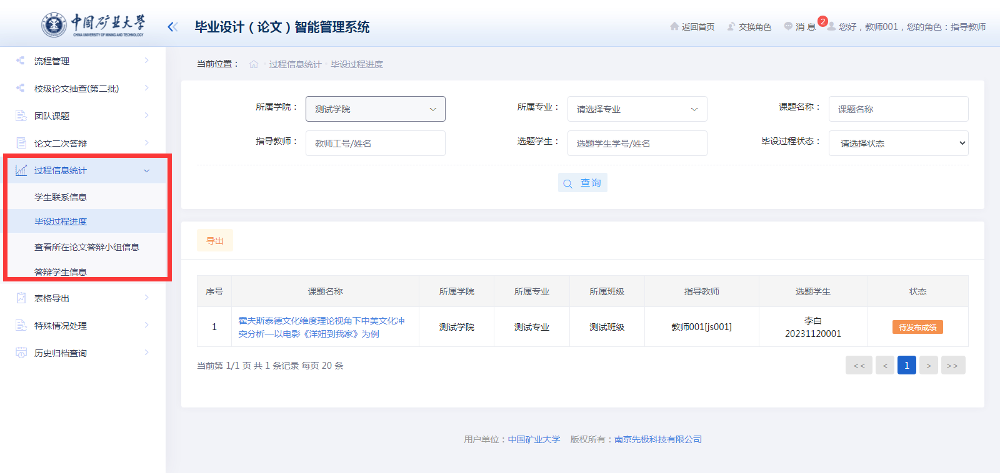 中国矿业大学
CHINA UNIVERSITY OF MINING AND TECHNOLOGY
毕业设计（论文）智能管理系统
返回首页
交换角色
消 息
2
您好，教师001，您的角色：指导教师
流程管理
校级论文抽查(第二批)
团队课题
论文二次答辩
过程信息统计
学生联系信息
毕设过程进度
查看所在论文答辩小组信息
答辩学生信息
表格导出
特殊情况处理
历史归档查询
当前位置：
过程信息统计
毕设过程进度
所属学院：
测试学院
所属专业：
请选择专业
课题名称：
课题名称
指导教师：
教师工号/姓名
选题学生：
选题学生学号/姓名
毕设过程状态：
请选择状态
查询
导出
序号
课题名称
所属学院
所属专业
所属班级
指导教师
选题学生
状态
1
霍夫斯泰德文化维度理论视角下中美文化冲
突分析—以电影《洋妞到我家》为例
测试学院
测试专业
测试班级
教师001[js001]
李白
20231120001
待发布成绩
当前第 1/1 页 共 1 条记录 每页 20 条
<<
<
1
>
>>
用户单位：中国矿业大学 版权所有：南京先极科技有限公司